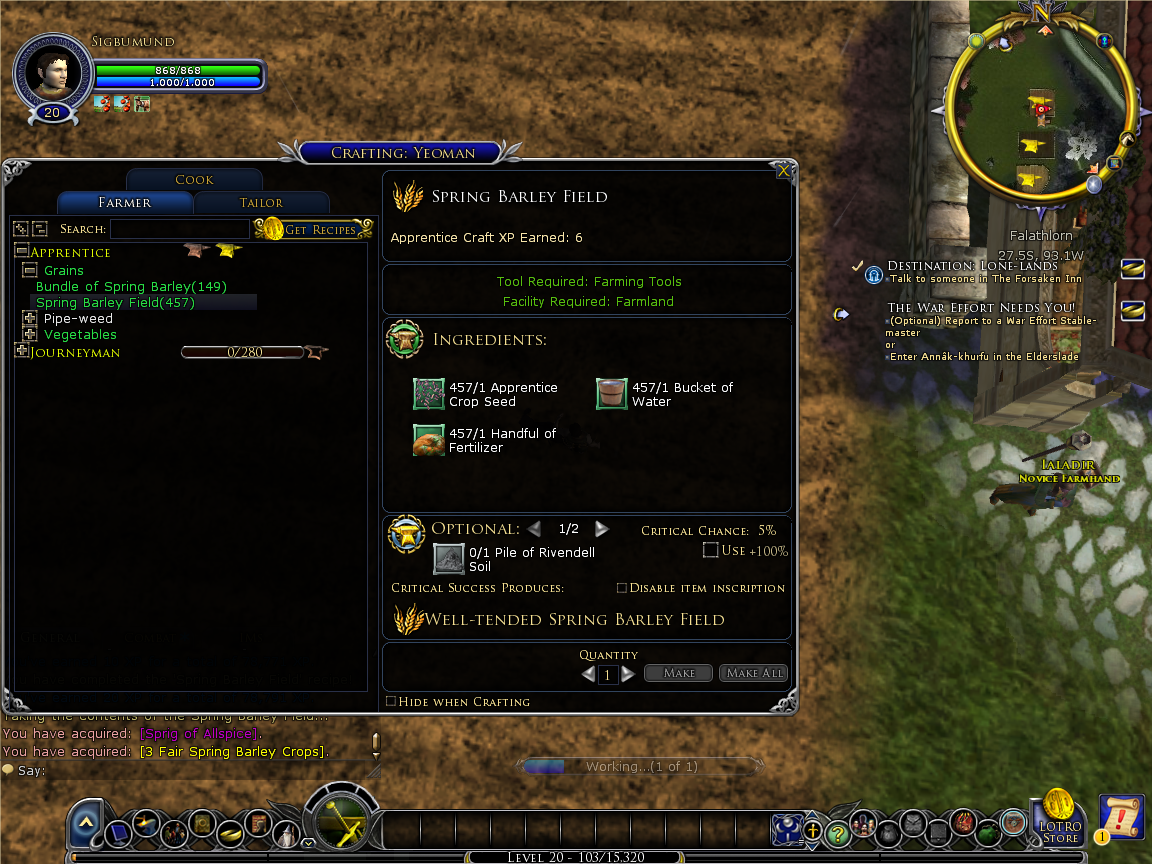 Sigbumund
868/868
1.000/1.000
20
N
Falathlorn
27.5S, 93.1W
Destination: Lone-lands
Talk to someone in The Forsaken Inn
The War Effort Needs You!
(Optional) Report to a War Effort Stable-
master
or
Enter Annâk-khurfu in the Elderslade
Ialadir
Novice Farmhand
Crafting: Yeoman
X
Cook
Farmer
Tailor
Search:
Get Recipes
Apprentice
Grains
Bundle of Spring Barley(149)
Spring Barley Field(457)
Pipe-weed
Vegetables
Journeyman
0/280
Spring Barley Field
Apprentice Craft XP Earned: 6
Tool Required: Farming Tools
Facility Required: Farmland
Ingredients:
457/1 Apprentice
Crop Seed
457/1 Bucket of
Water
457/1 Handful of
Fertilizer
Optional:
1/2
Critical Chance: 5%
Use +100%
0/1 Pile of Rivendell
Soil
Critical Success Produces:
Disable item inscription
Well-tended Spring Barley Field
Quantity
1
Make
Make All
Hide when Crafting
Taking the contents of the Spring Barley Field...
You have acquired: [Sprig of Allspice].
You have acquired: [3 Fair Spring Barley Crops].
Say:
Working...(1 of 1)
LOTRO
Store
1
Level 20 - 103/15,320